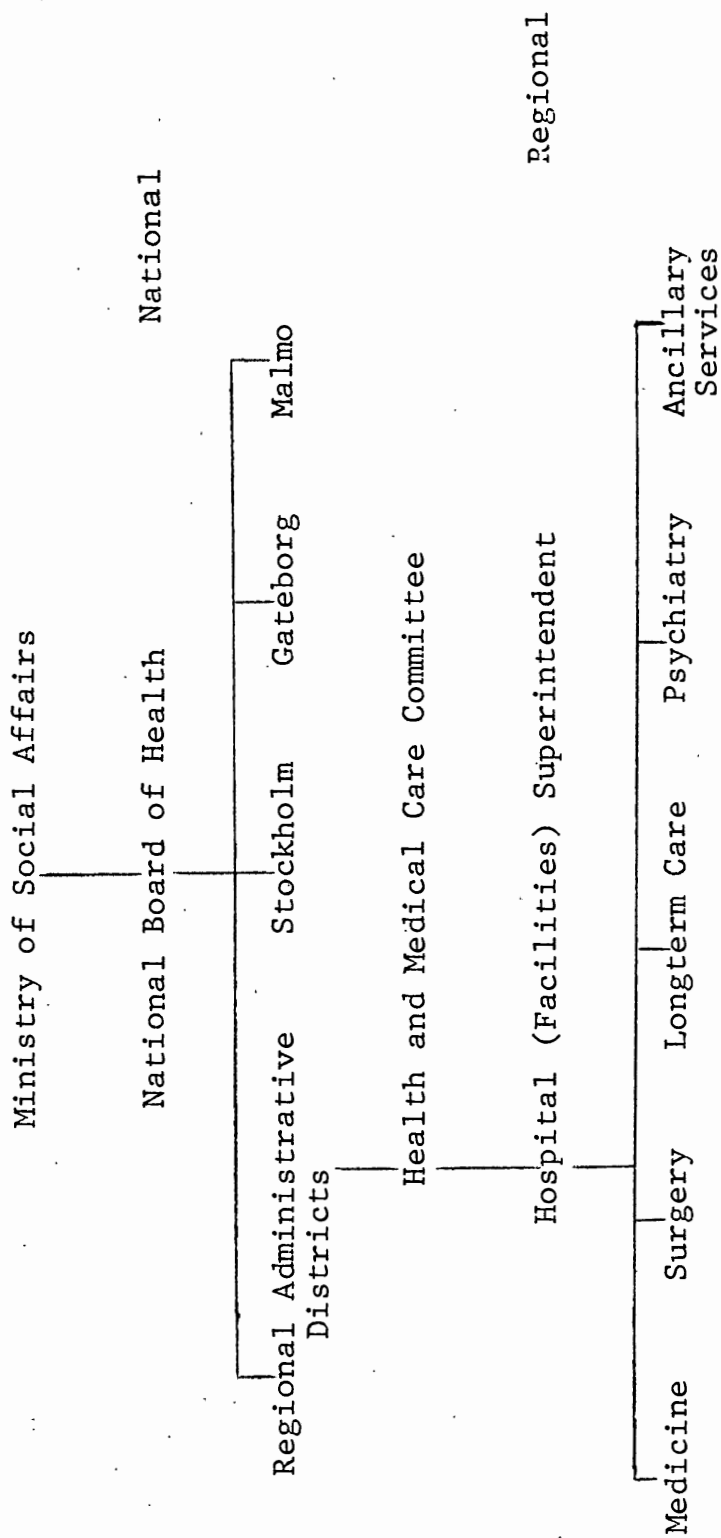 Ministry of Social Affairs
National Board of Health
National
Regional Administrative
Districts
Stockholm
Gateborg
Malmo
Health and Medical Care Committee
Hospital (Facilities) Superintendent
Regional
Medicine
Surgery
Longterm Care
Psychiatry
Ancillary
Services